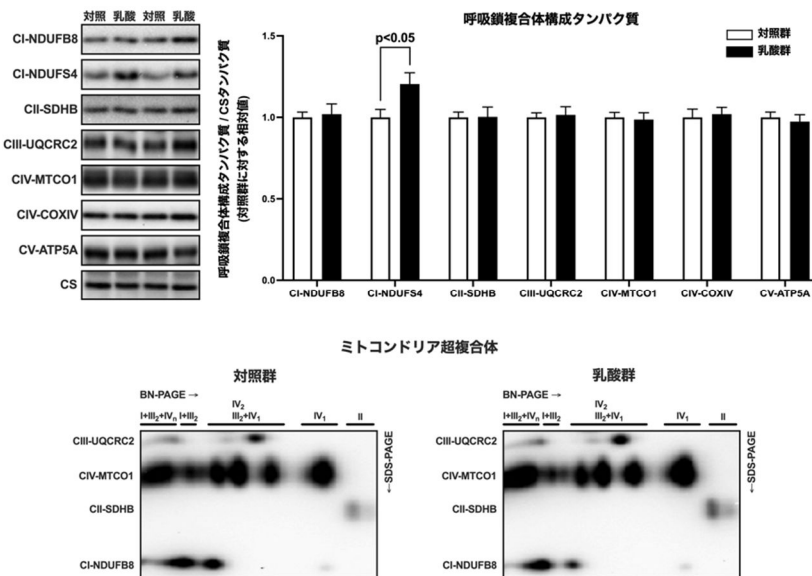 対照 乳酸 対照 乳酸
CI-NDUFB8
CI-NDUFS4
CII-SDHB
CIII-UQCRC2
CIV-MTCO1
CIV-COXIV
CV-ATP5A
CS
呼吸鎖複合体構成タンパク質
対照群
乳酸群
呼吸鎖複合体構成タンパク質 / CSタンパク質
(対照群に対する相対値)
1.5
1.0
0.5
0.0
p<0.05
CI-NDUFB8 CI-NDUFS4 CII-SDHB CIII-UQCRC2 CIV-MTCO1 CIV-COXIV CV-ATP5A
ミトコンドリア超複合体
対照群
BN-PAGE →
IV2
I+III2+IVn I+III2 III2+IV1 IV1 II
CIII-UQCRC2
CIV-MTCO1
CII-SDHB
CI-NDUFB8
←SDS-PAGE
乳酸群
BN-PAGE →
IV2
I+III2+IVn I+III2 III2+IV1 IV1 II
CIII-UQCRC2
CIV-MTCO1
CII-SDHB
CI-NDUFB8
←SDS-PAGE